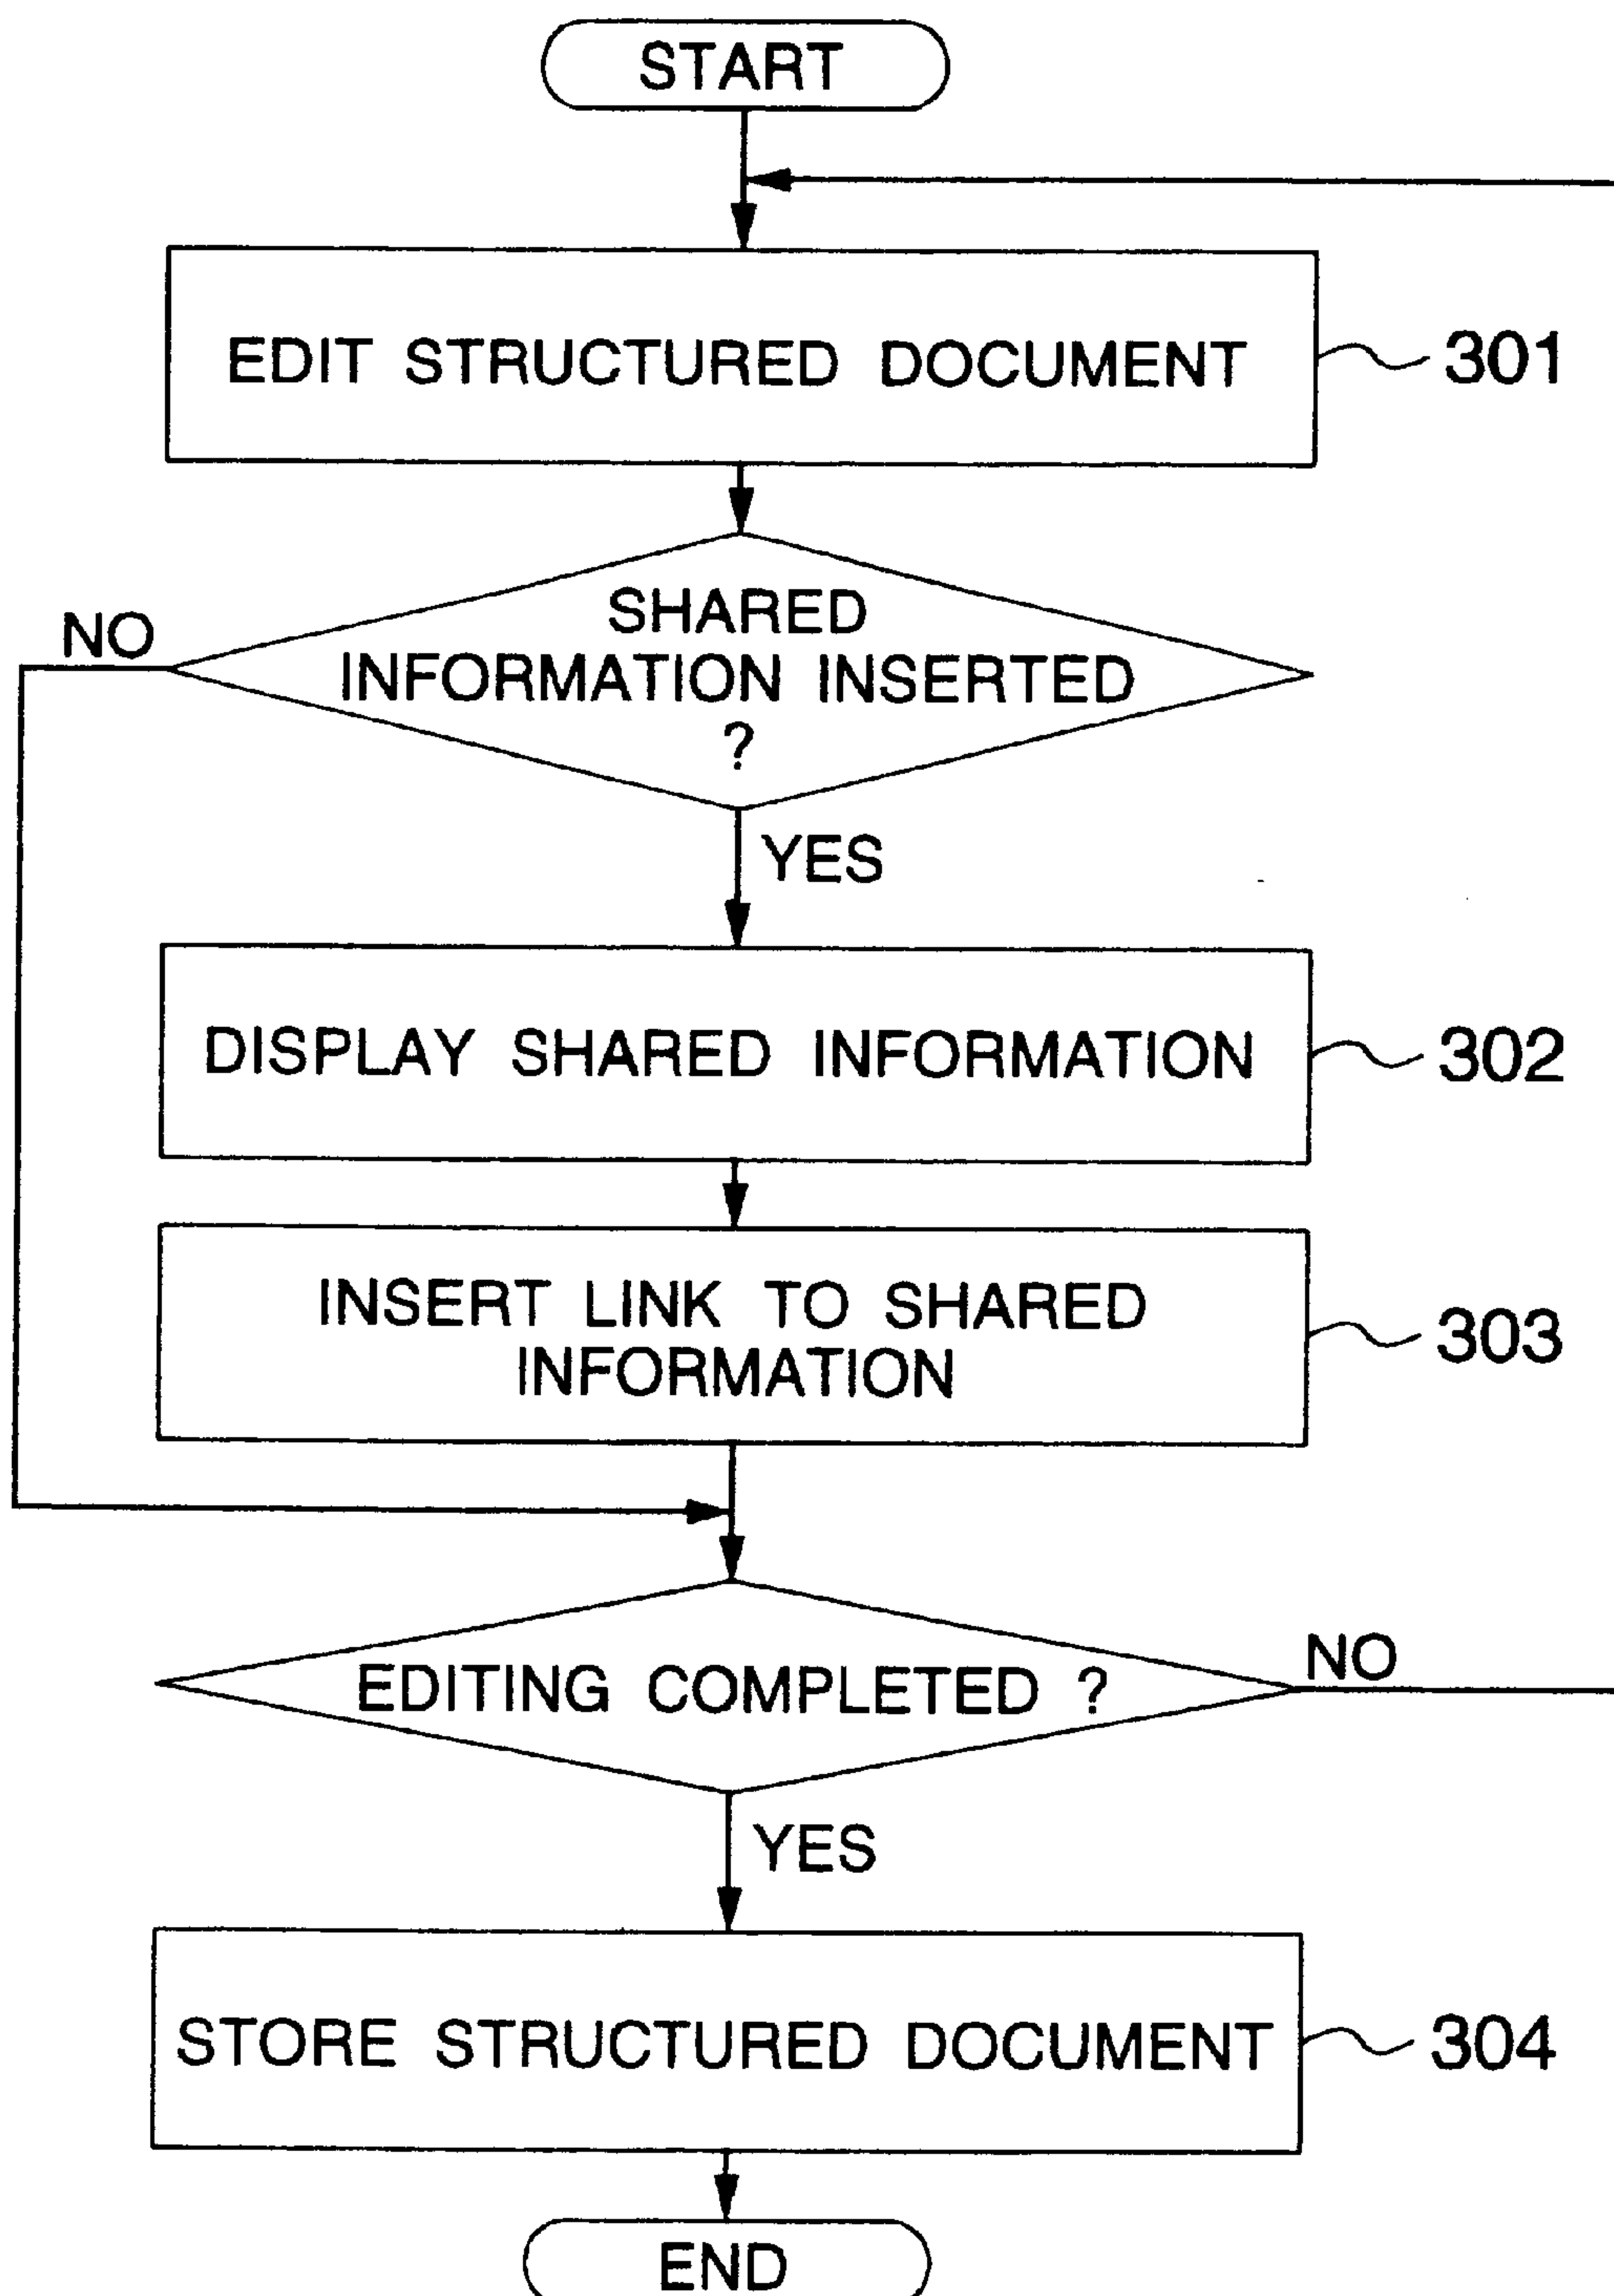 START
EDIT STRUCTURED DOCUMENT
301
SHARED
NO
INFORMATION INSERTED
?
YES
DISPLAY SHARED INFORMATION
302
INSERT LINK TO SHARED
303
INFORMATION
EDITING COMPLETED ?
NO
YES
STORE STRUCTURED DOCUMENT
304
END